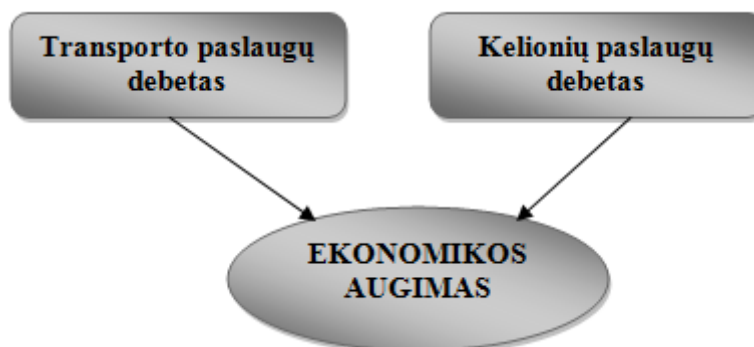 Transporto paslaugų
debetas
Kelionių paslaugų
debetas
EKONOMIKOS
AUGIMAS